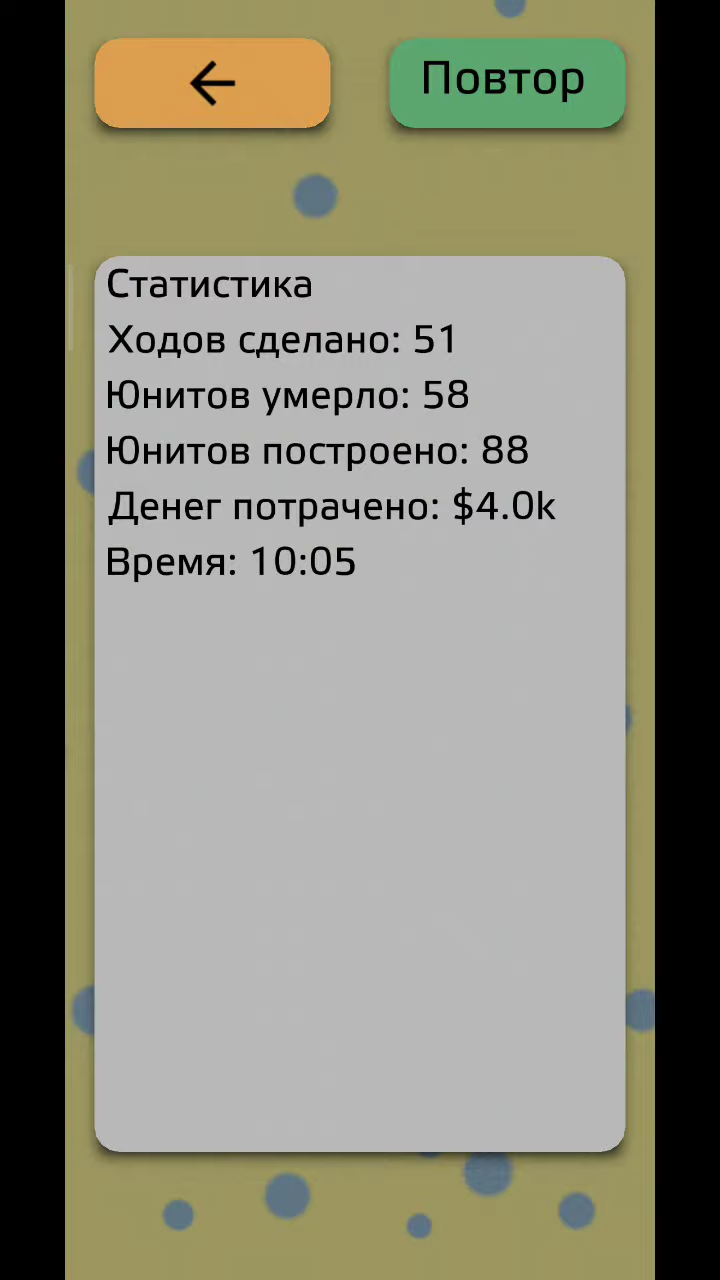 Повтор
Статистика
Ходов сделано: 51
Юнитов умерло: 58
Юнитов построено: 88
Денег потрачено: $4.0k
Время: 10:05